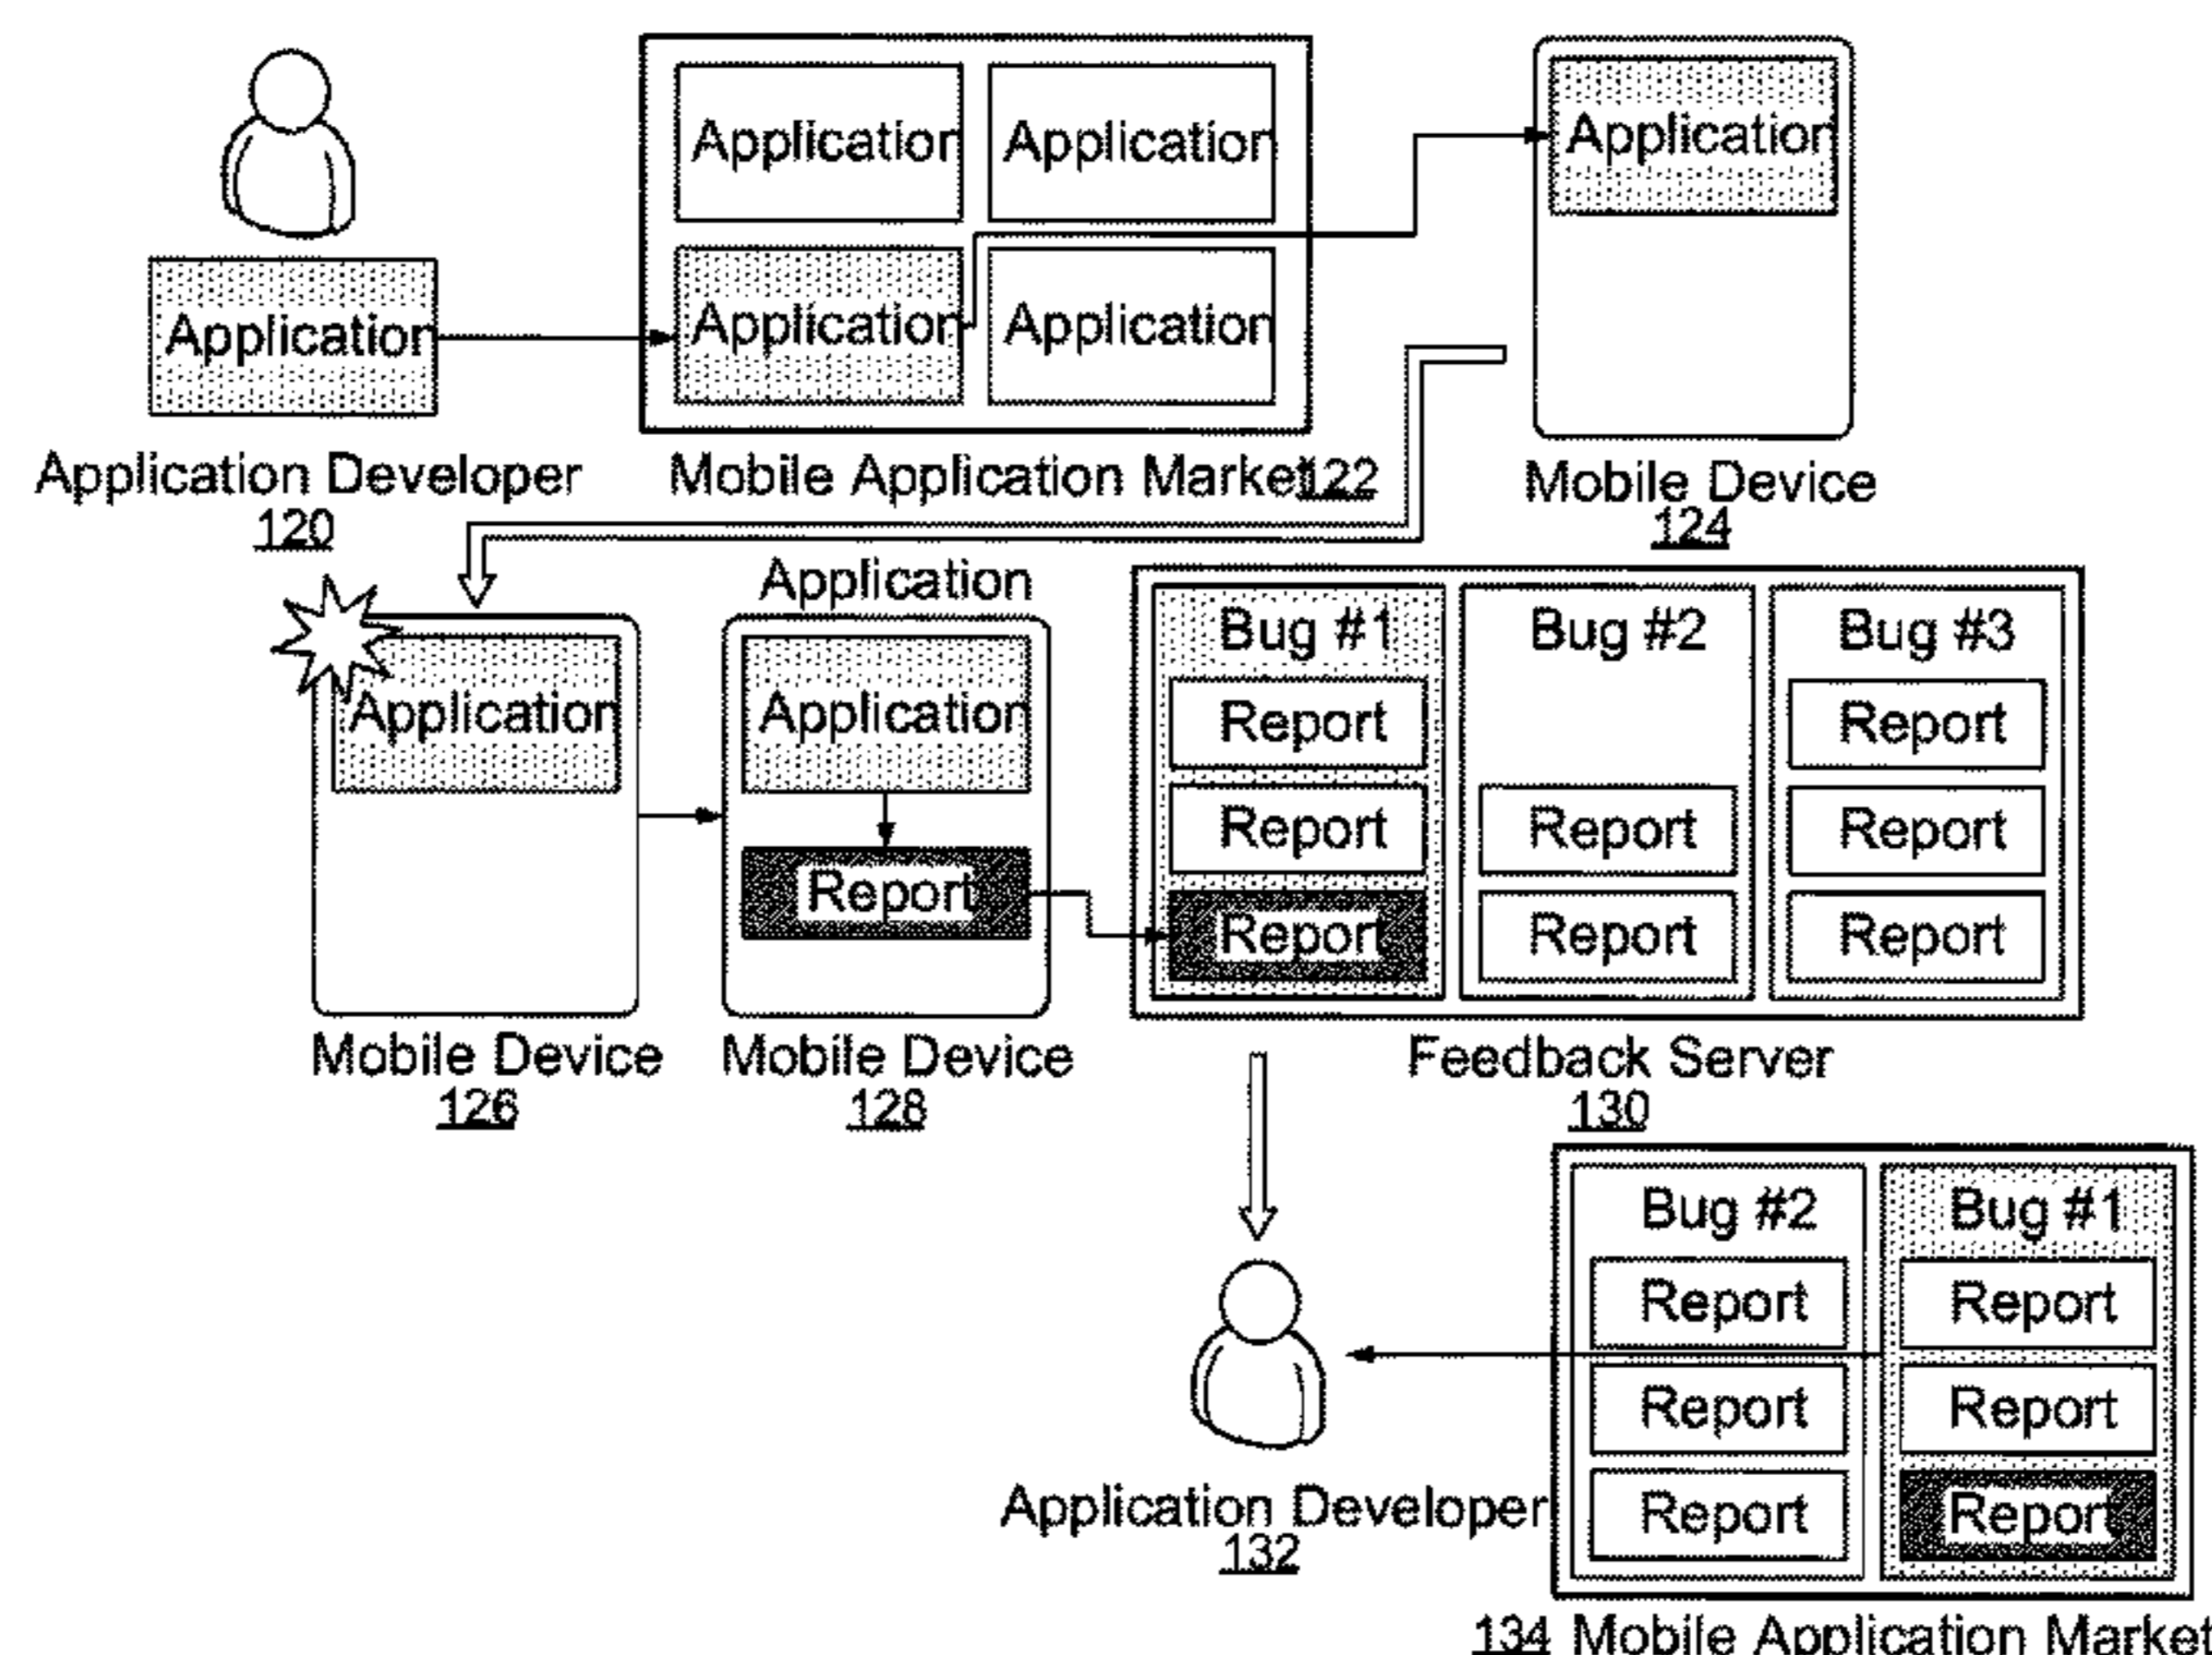 Application Application
Application
Application Application Application
Application
Application Developer
120
Mobile Application Market 122
Mobile Device
124
Application
Application
Mobile Device
126
Application
Report
Mobile Device
128
Bug #1 Bug #2 Bug #3
Report Report
Report Report Report
Report Report Report
Feedback Server
130
Application Developer
132
Bug #2 Bug #1
Report Report
Report Report
Report Report
134 Mobile Application Market